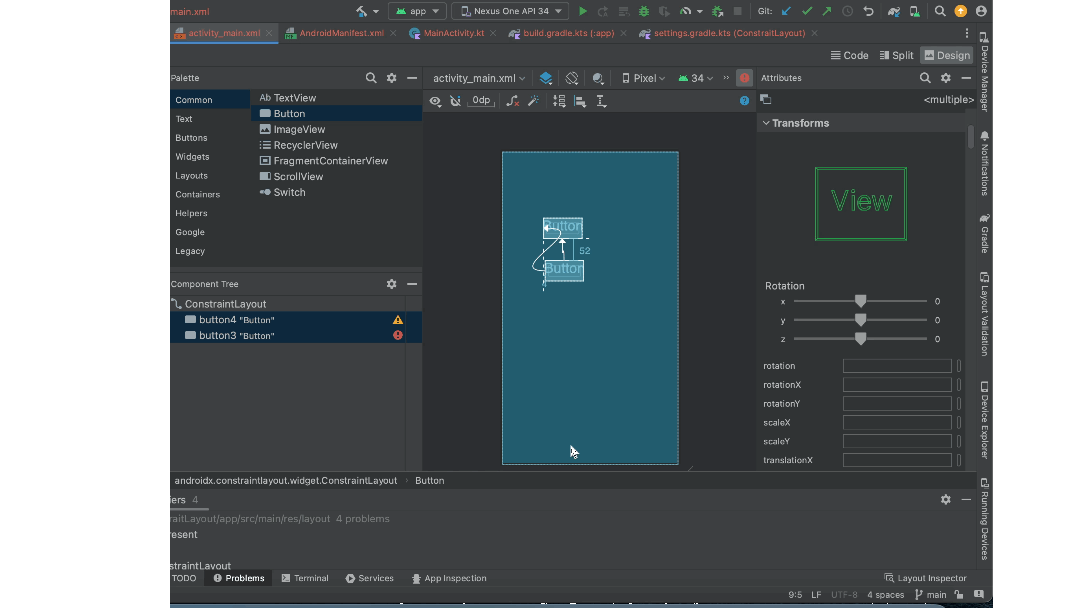 main.xml
app
Nexus One API 34
Git:
activity_main.xml
AndroidManifest.xml
MainActivity.kt
build.gradle.kts (:app)
settings.gradle.kts (ConstraitLayout)
Code
Split
Design
Palette
activity_main.xml
Pixel
34
Attributes
Common
Text
Buttons
Widgets
Layouts
Containers
Helpers
Google
Legacy
Ab TextView
Button
ImageView
RecyclerView
FragmentContainerView
ScrollView
Switch
0dp
<multiple>
Transforms
View
Button
52
Button
Component Tree
ConstraintLayout
button4 "Button"
button3 "Button"
Rotation
x 0
y 0
z 0
rotation
rotationX
rotationY
scaleX
scaleY
translationX
androidx.constraintlayout.widget.ConstraintLayout › Button
iers 4
raitLayout/app/src/main/res/layout 4 problems
resent
straintLayout
TODO
Problems
Terminal
Services
App Inspection
Layout Inspector
9:5 LF UTF-8 4 spaces main
Device Manager
Notifications
Gradle
Layout Validation
Device Explorer
Running Devices